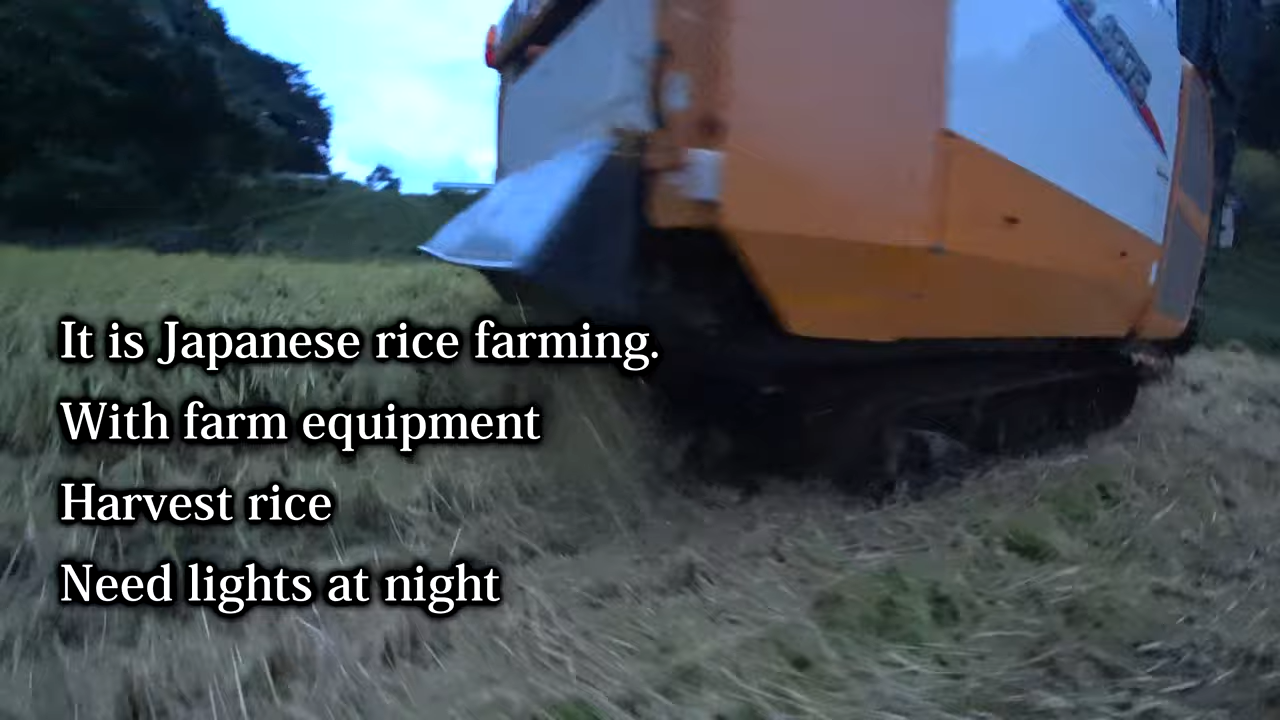 It is Japanese rice farming.
With farm equipment
Harvest rice
Need lights at night